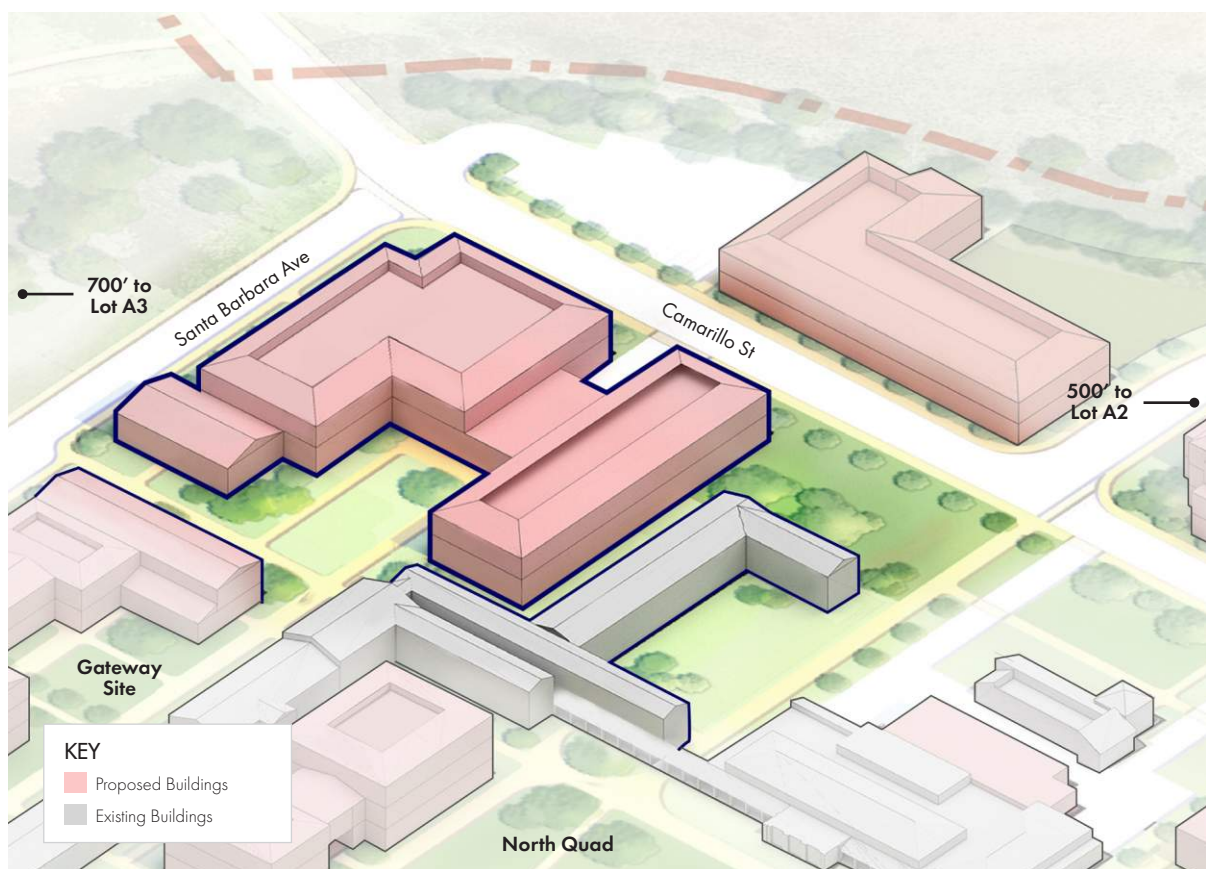 700’ to
Lot A3
Santa Barbara Ave
Camarillo St
500’ to
Lot A2
Gateway
Site
KEY
Proposed Buildings
Existing Buildings
North Quad